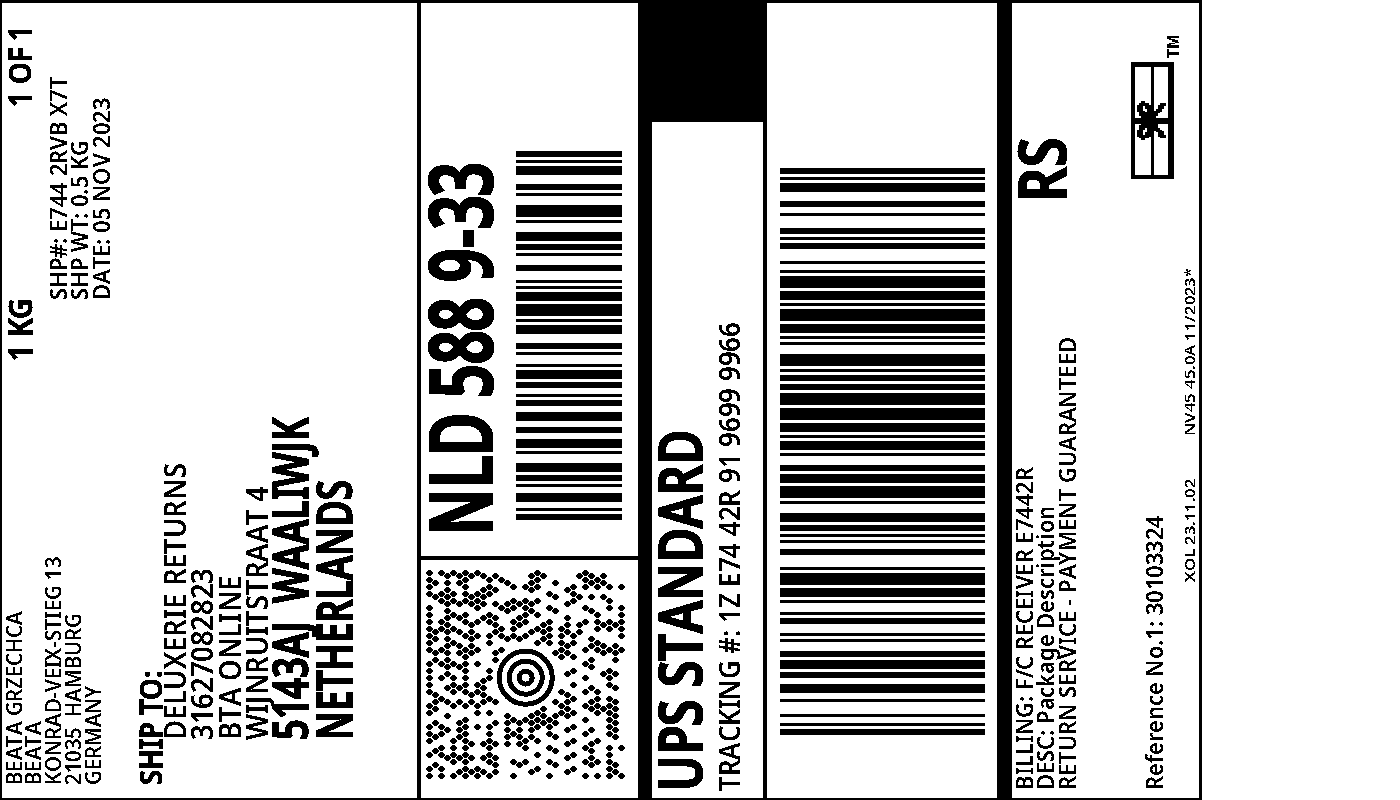 BEATA GRZECHCA
BEATA
KONRAD-VEIX-STIEG 13
21035 HAMBURG
GERMANY
1 KG
1 OF 1
SHP#: E744 2RVB X7T
SHP WT: 0.5 KG
DATE: 05 NOV 2023
SHIP TO:
DELUXERIE RETURNS
31627082823
BTA ONLINE
WIJNRUITSTRAAT 4
5143AJ WAALIWJK
NETHERLANDS
NLD 588 9-33
UPS STANDARD
TRACKING #: 1Z E74 42R 91 9699 9966
BILLING: F/C RECEIVER E7442R
DESC: Package Description
RETURN SERVICE - PAYMENT GUARANTEED
RS
Reference No.1: 30103324
XOL 23.11.02
NV45 45.0A 11/2023*
TM